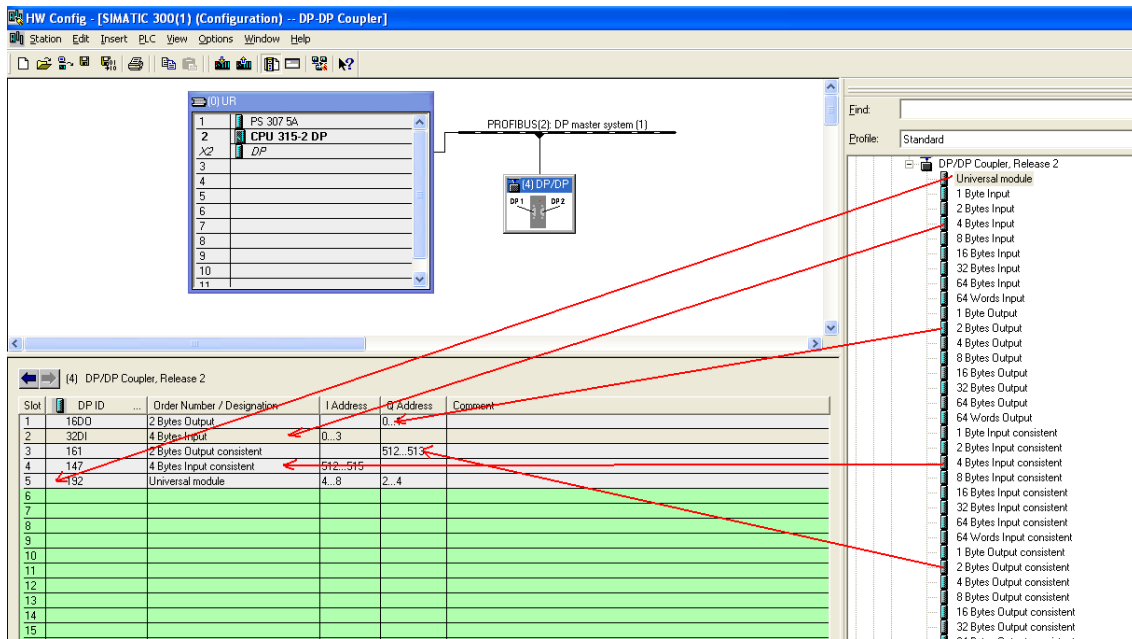 HW Config - [SIMATIC 300(1) (Configuration) -- DP-DP Coupler]
Station Edit Insert PLC View Options Window Help
(0) UR
1 PS 307 5A
2 CPU 315-2 DP
X2 DP
3
4
5
6
7
8
9
10
11
PROFIBUS(2): DP master system (1)
(4) DP/DP
DP 1 DP 2
Find:
Profile: Standard
DP/DP Coupler, Release 2
Universal module
1 Byte Input
2 Bytes Input
4 Bytes Input
8 Bytes Input
16 Bytes Input
32 Bytes Input
64 Bytes Input
64 Words Input
1 Byte Output
2 Bytes Output
4 Bytes Output
8 Bytes Output
16 Bytes Output
32 Bytes Output
64 Bytes Output
64 Words Output
1 Byte Input consistent
2 Bytes Input consistent
4 Bytes Input consistent
8 Bytes Input consistent
16 Bytes Input consistent
32 Bytes Input consistent
64 Bytes Input consistent
64 Words Input consistent
1 Byte Output consistent
2 Bytes Output consistent
4 Bytes Output consistent
8 Bytes Output consistent
16 Bytes Output consistent
32 Bytes Output consistent
(4) DP/DP Coupler, Release 2
Slot DP ID ... Order Number / Designation I Address Q Address Comment
1 16DO 2 Bytes Output
2 32DI 4 Bytes Input 0...3
3 161 2 Bytes Output consistent 512...513
4 147 4 Bytes Input consistent 512...515
5 192 Universal module 4...8 2...4
6
7
8
9
10
11
12
13
14
15